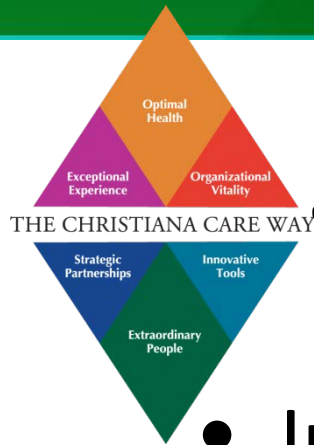 Optimal
Health
Exceptional
Experience
Organizational
Vitality
THE CHRISTIANA CARE WAY
Strategic
Partnerships
Innovative
Tools
Extraordinary
People